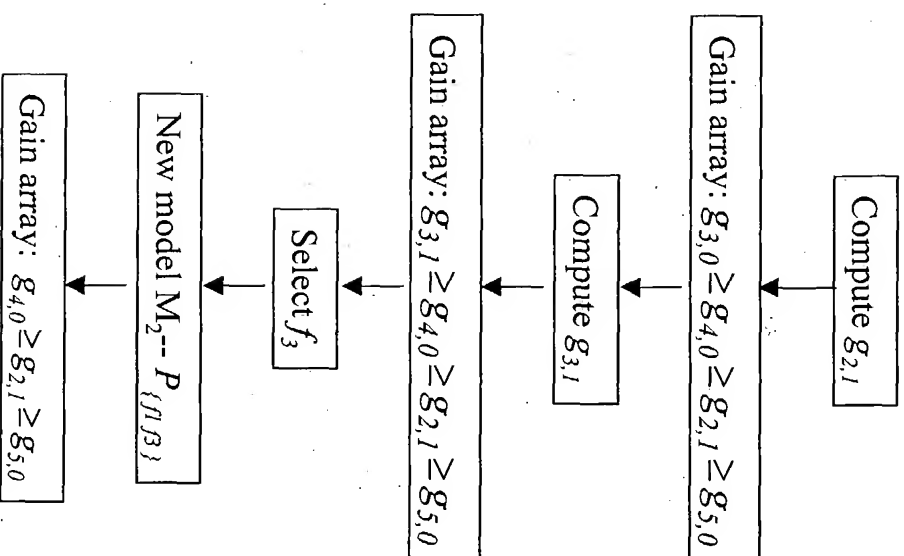 Compute g₂,₁
Gain array: g₃,₀ ≥ g₄,₀ ≥ g₂,₁ ≥ g₅,₀
Compute g₃,₁
Gain array: g₃,₁ ≥ g₄,₀ ≥ g₂,₁ ≥ g₅,₀
Select f₃
New model M₂-- P{f1 f3}
Gain array: g₄,₀ ≥ g₂,₁ ≥ g₅,₀